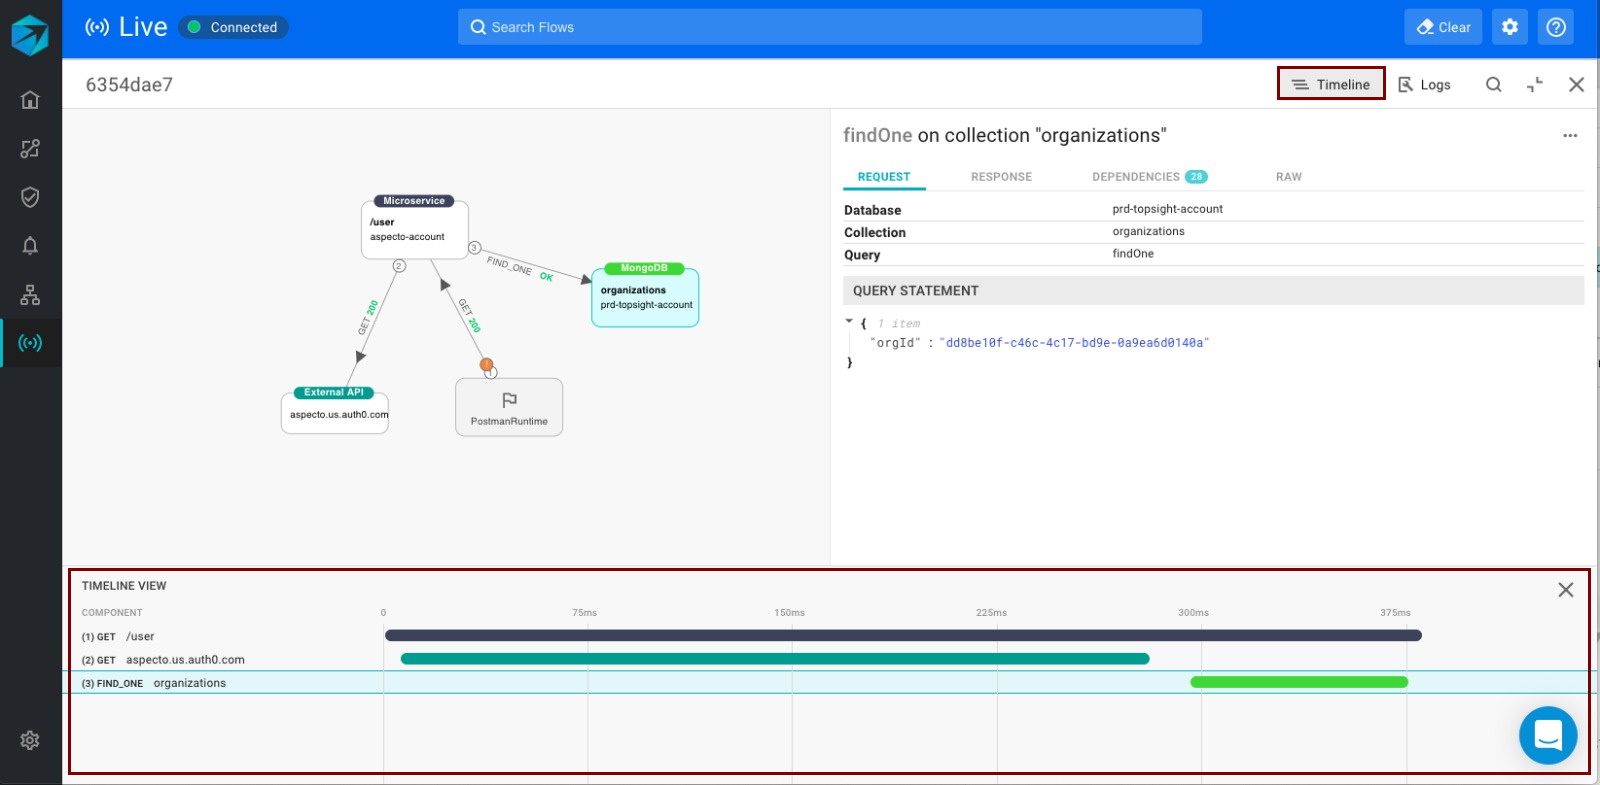 Live
Connected
Search Flows
Clear
6354dae7
Timeline
Logs
findOne on collection "organizations"
REQUEST
RESPONSE
DEPENDENCIES 28
RAW
Database prd-topsight-account
Collection organizations
Query findOne
QUERY STATEMENT
{ 1 item
"orgId" : "dd8be10f-c46c-4c17-bd9e-0a9ea6d0140a"
}
Microservice
/user
aspecto-account
3
2
FIND_ONE OK
MongoDB
organizations
prd-topsight-account
GET 200
GET 200
!
1
External API
aspecto.us.auth0.com
PostmanRuntime
TIMELINE VIEW
COMPONENT 0 75ms 150ms 225ms 300ms 375ms
(1) GET /user
(2) GET aspecto.us.auth0.com
(3) FIND_ONE organizations